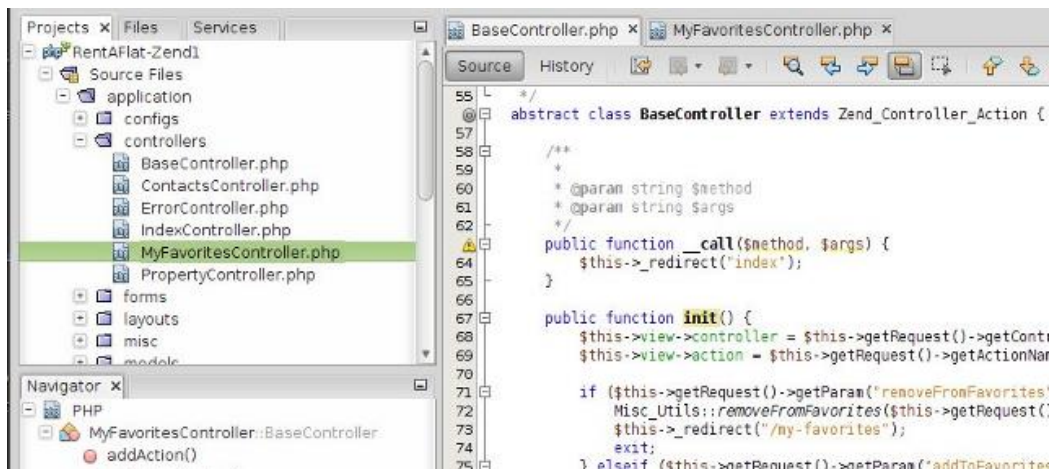 Projects
Files
Services
RentAFlat-Zend1
Source Files
application
configs
controllers
BaseController.php
ContactsController.php
ErrorController.php
IndexController.php
MyFavoritesController.php
PropertyController.php
forms
layouts
misc
models
Navigator
PHP
MyFavoritesController::BaseController
addAction()
BaseController.php
MyFavoritesController.php
Source
History
55 */
abstract class BaseController extends Zend_Controller_Action {
57
58 /**
59 *
60 * @param string $method
61 * @param string $args
62 */
public function __call($method, $args) {
64 $this->_redirect("index");
65 }
66
67 public function init() {
68 $this->view->controller = $this->getRequest()->getContr
69 $this->view->action = $this->getRequest()->getActionNam
70
71 if ($this->getRequest()->getParam("removeFromFavorites"
72 Misc_Utils::removeFromFavorites($this->getRequest()
73 $this->_redirect("/my-favorites");
74 exit;
75 } elseif ($this->getRequest()->getParam("addToFavorites